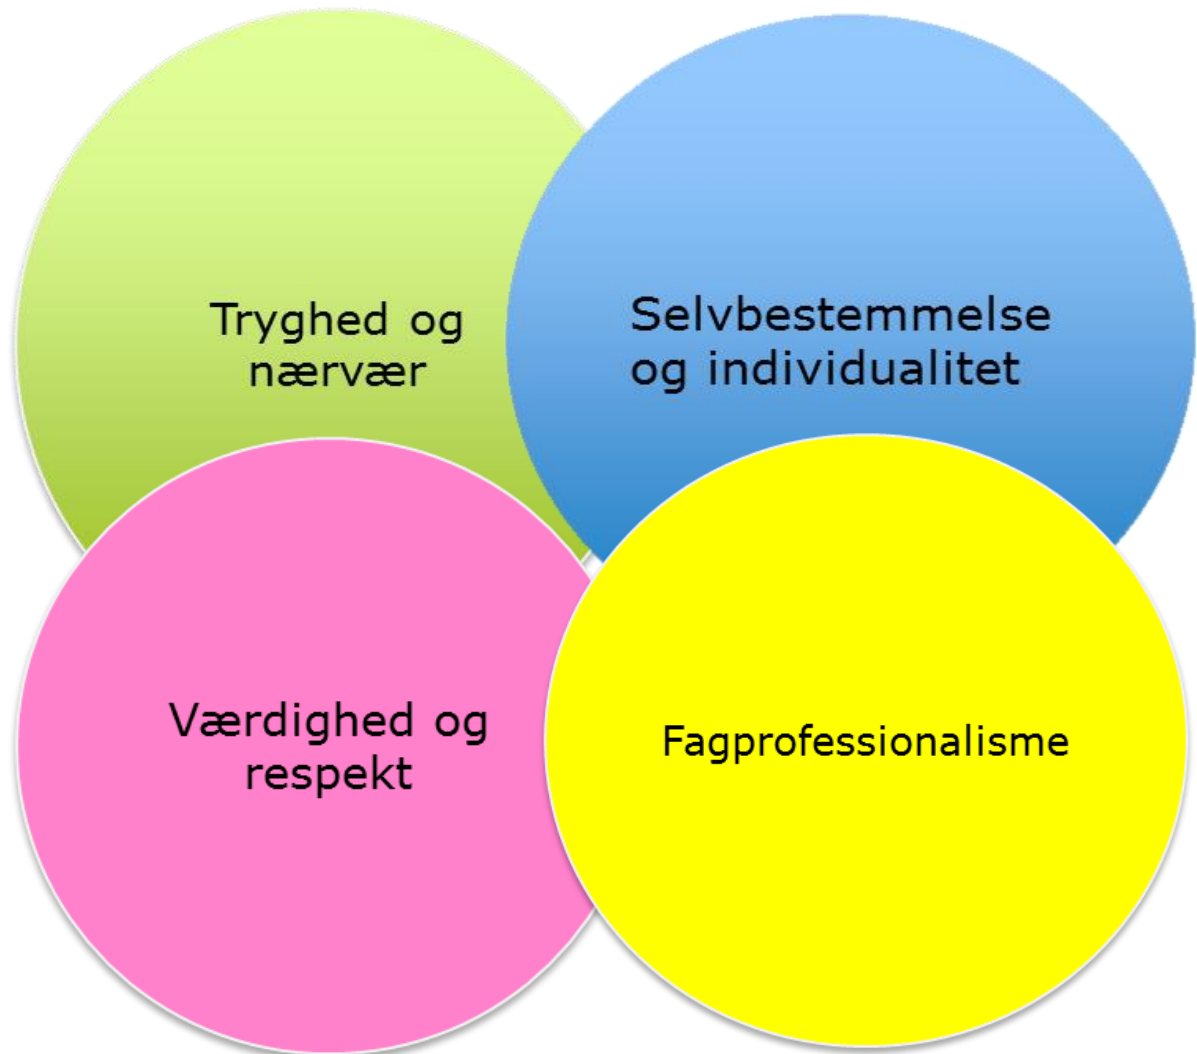 Tryghed og
nærvær
Selvbestemmelse
og individualitet
Værdighed og
respekt
Fagprofessionalisme